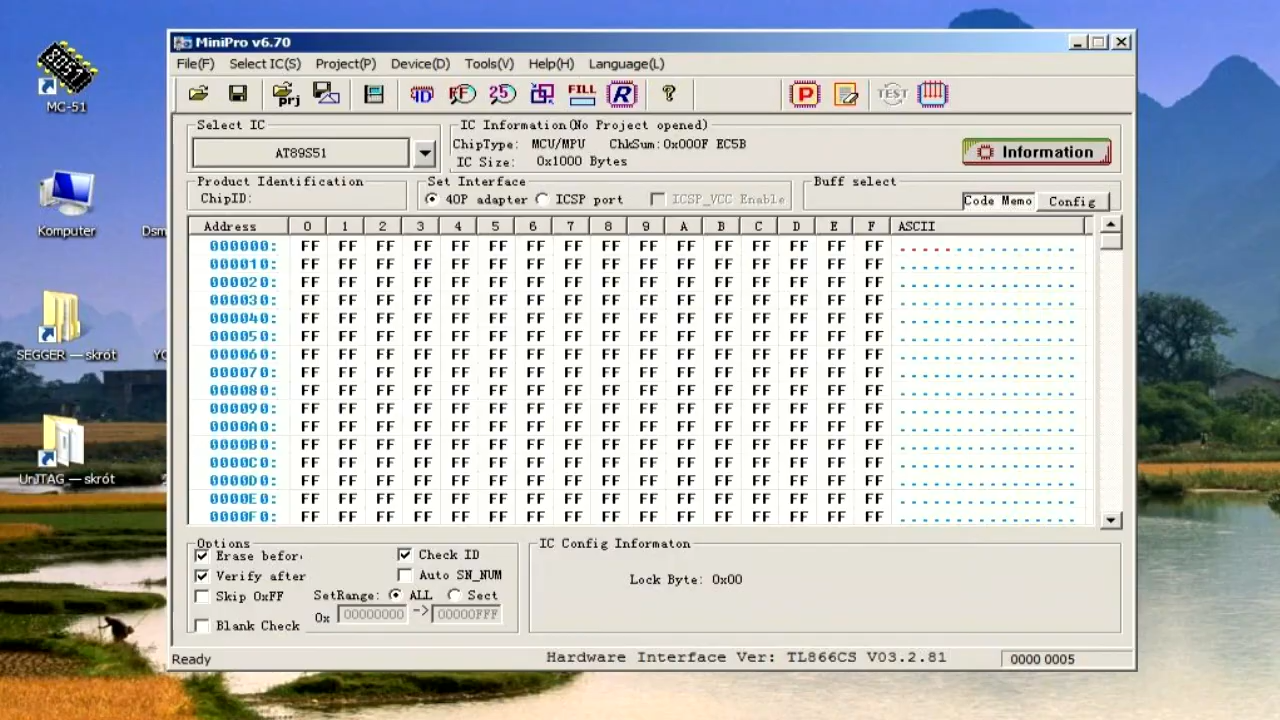 MiniPro v6.70
File(F) Select IC(S) Project(P) Device(D) Tools(V) Help(H) Language(L)
prj ID FF 25 FILL R ? P TEST
Select IC
AT89S51
IC Information(No Project opened)
ChipType: MCU/MPU ChkSum:0x000F EC5B
IC Size: 0x1000 Bytes
Information
Product Identification
ChipID:
Set Interface
40P adapter ICSP port ICSP_VCC Enable
Buff select
Code Memo Config
Address 0 1 2 3 4 5 6 7 8 9 A B C D E F ASCII
000000: FF FF FF FF FF FF FF FF FF FF FF FF FF FF FF FF ................
000010: FF FF FF FF FF FF FF FF FF FF FF FF FF FF FF FF ................
000020: FF FF FF FF FF FF FF FF FF FF FF FF FF FF FF FF ................
000030: FF FF FF FF FF FF FF FF FF FF FF FF FF FF FF FF ................
000040: FF FF FF FF FF FF FF FF FF FF FF FF FF FF FF FF ................
000050: FF FF FF FF FF FF FF FF FF FF FF FF FF FF FF FF ................
000060: FF FF FF FF FF FF FF FF FF FF FF FF FF FF FF FF ................
000070: FF FF FF FF FF FF FF FF FF FF FF FF FF FF FF FF ................
000080: FF FF FF FF FF FF FF FF FF FF FF FF FF FF FF FF ................
000090: FF FF FF FF FF FF FF FF FF FF FF FF FF FF FF FF ................
0000A0: FF FF FF FF FF FF FF FF FF FF FF FF FF FF FF FF ................
0000B0: FF FF FF FF FF FF FF FF FF FF FF FF FF FF FF FF ................
0000C0: FF FF FF FF FF FF FF FF FF FF FF FF FF FF FF FF ................
0000D0: FF FF FF FF FF FF FF FF FF FF FF FF FF FF FF FF ................
0000E0: FF FF FF FF FF FF FF FF FF FF FF FF FF FF FF FF ................
0000F0: FF FF FF FF FF FF FF FF FF FF FF FF FF FF FF FF ................
Options
Erase befor Check ID
Verify after Auto SN_NUM
Skip 0xFF SetRange: ALL Sect
0x 00000000 -> 00000FFF
Blank Check
IC Config Informaton
Lock Byte: 0x00
Ready Hardware Interface Ver: TL866CS V03.2.81 0000 0005
8051
MC-51
Komputer
Dsm
SEGGER — skrót
YC
UrJTAG — skrót